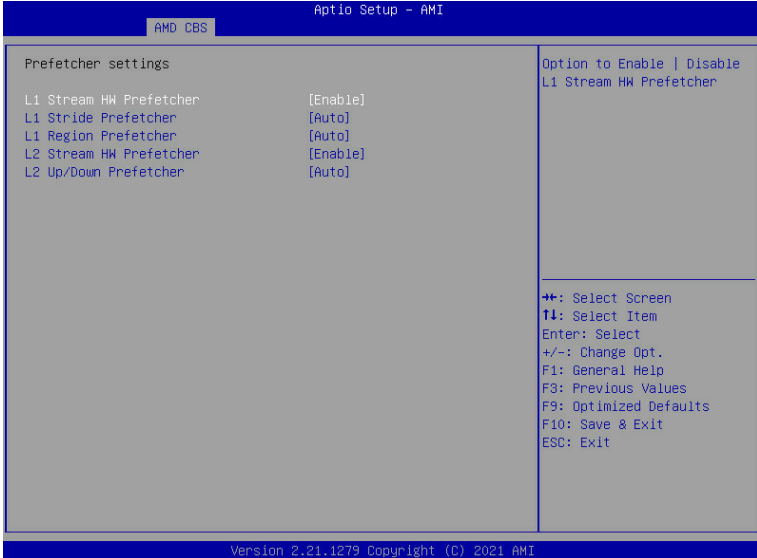 Aptio Setup – AMI
AMD CBS
Prefetcher settings
L1 Stream HW Prefetcher [Enable]
L1 Stride Prefetcher [Auto]
L1 Region Prefetcher [Auto]
L2 Stream HW Prefetcher [Enable]
L2 Up/Down Prefetcher [Auto]
Option to Enable | Disable
L1 Stream HW Prefetcher
→←: Select Screen
↑↓: Select Item
Enter: Select
+/-: Change Opt.
F1: General Help
F3: Previous Values
F9: Optimized Defaults
F10: Save & Exit
ESC: Exit
Version 2.21.1279 Copyright (C) 2021 AMI